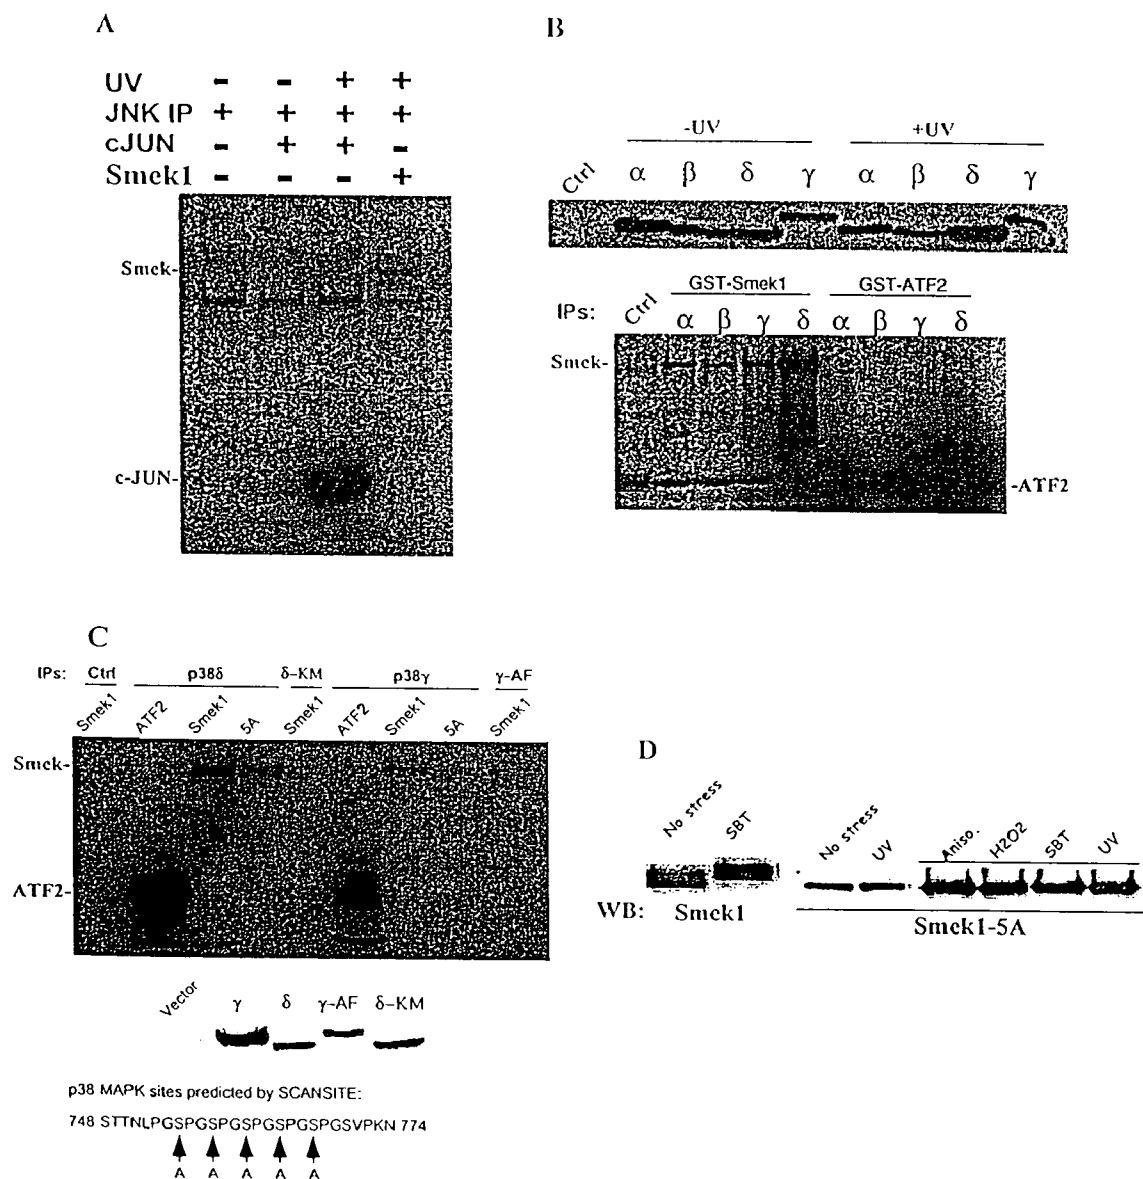 A
UV - - + +
JNK IP + + + +
cJUN - + + -
Smek1 - - - +
Smek-
c-JUN-
B
-UV +UV
Ctrl α β δ γ α β δ γ
GST-Smek1 GST-ATF2
IPs: Ctrl α β γ δ α β γ δ
Smek-
-ATF2
C
IPs: Ctrl p38δ δ-KM p38γ γ-AF
Smek1 ATF2 Smek1 5A Smek1 ATF2 Smek1 5A Smek1
Smek-
ATF2-
Vector γ δ γ-AF δ-KM
p38 MAPK sites predicted by SCANSITE:
748 STTNLPGSPGSPGSPGSPGSPGSVPKN 774
A A A A A
D
No stress SBT No stress UV Aniso. H2O2 SBT UV
WB: Smek1 Smek1-5A